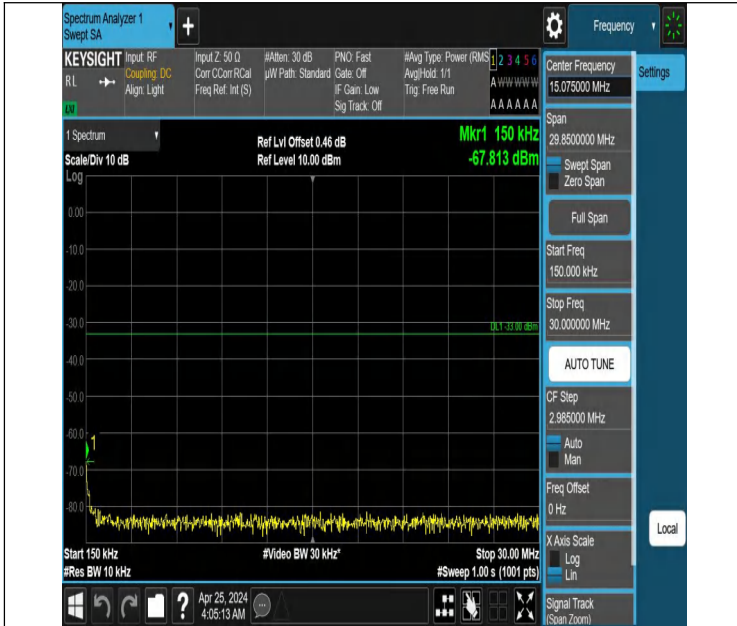 Spectrum Analyzer 1
Swept SA
+
Frequency
KEYSIGHT
RL
Input: RF
Coupling: DC
Align: Light
Input Z: 50 Ω
Corr CCorr RCal
Freq Ref: Int (S)
#Atten: 30 dB
µW Path: Standard
PNO: Fast
Gate: Off
IF Gain: Low
Sig Track: Off
#Avg Type: Power (RMS
Avg|Hold: 1/1
Trig: Free Run
1 2 3 4 5 6
A W W W W W
A A A A A A
1 Spectrum
Scale/Div 10 dB
Log
Ref Lvl Offset 0.46 dB
Ref Level 10.00 dBm
Mkr1 150 kHz
-67.813 dBm
0.00
-10.0
-20.0
-30.0
DL1 -33.00 dBm
-40.0
-50.0
-60.0
1
-70.0
-80.0
Start 150 kHz
#Res BW 10 kHz
#Video BW 30 kHz*
Stop 30.00 MHz
#Sweep 1.00 s (1001 pts)
?
Apr 25, 2024
4:05:13 AM
Center Frequency
15.075000 MHz
Settings
Span
29.8500000 MHz
Swept Span
Zero Span
Full Span
Start Freq
150.000 kHz
Stop Freq
30.000000 MHz
AUTO TUNE
CF Step
2.985000 MHz
Auto
Man
Freq Offset
0 Hz
X Axis Scale
Log
Lin
Local
Signal Track
(Span Zoom)